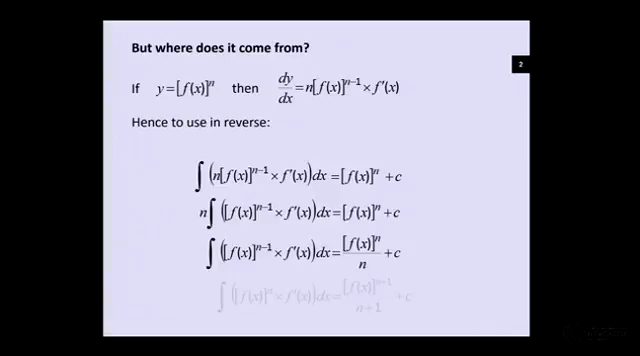 But where does it come from?
2
If y = [f(x)]ⁿ then dy/dx = n[f(x)]ⁿ⁻¹ × f′(x)
Hence to use in reverse:
∫(n[f(x)]ⁿ⁻¹ × f′(x))dx = [f(x)]ⁿ + c
n∫([f(x)]ⁿ⁻¹ × f′(x))dx = [f(x)]ⁿ + c
∫([f(x)]ⁿ⁻¹ × f′(x))dx = [f(x)]ⁿ/n + c
∫([f(x)]ⁿ × f′(x))dx = [f(x)]ⁿ⁺¹/n+1 + c